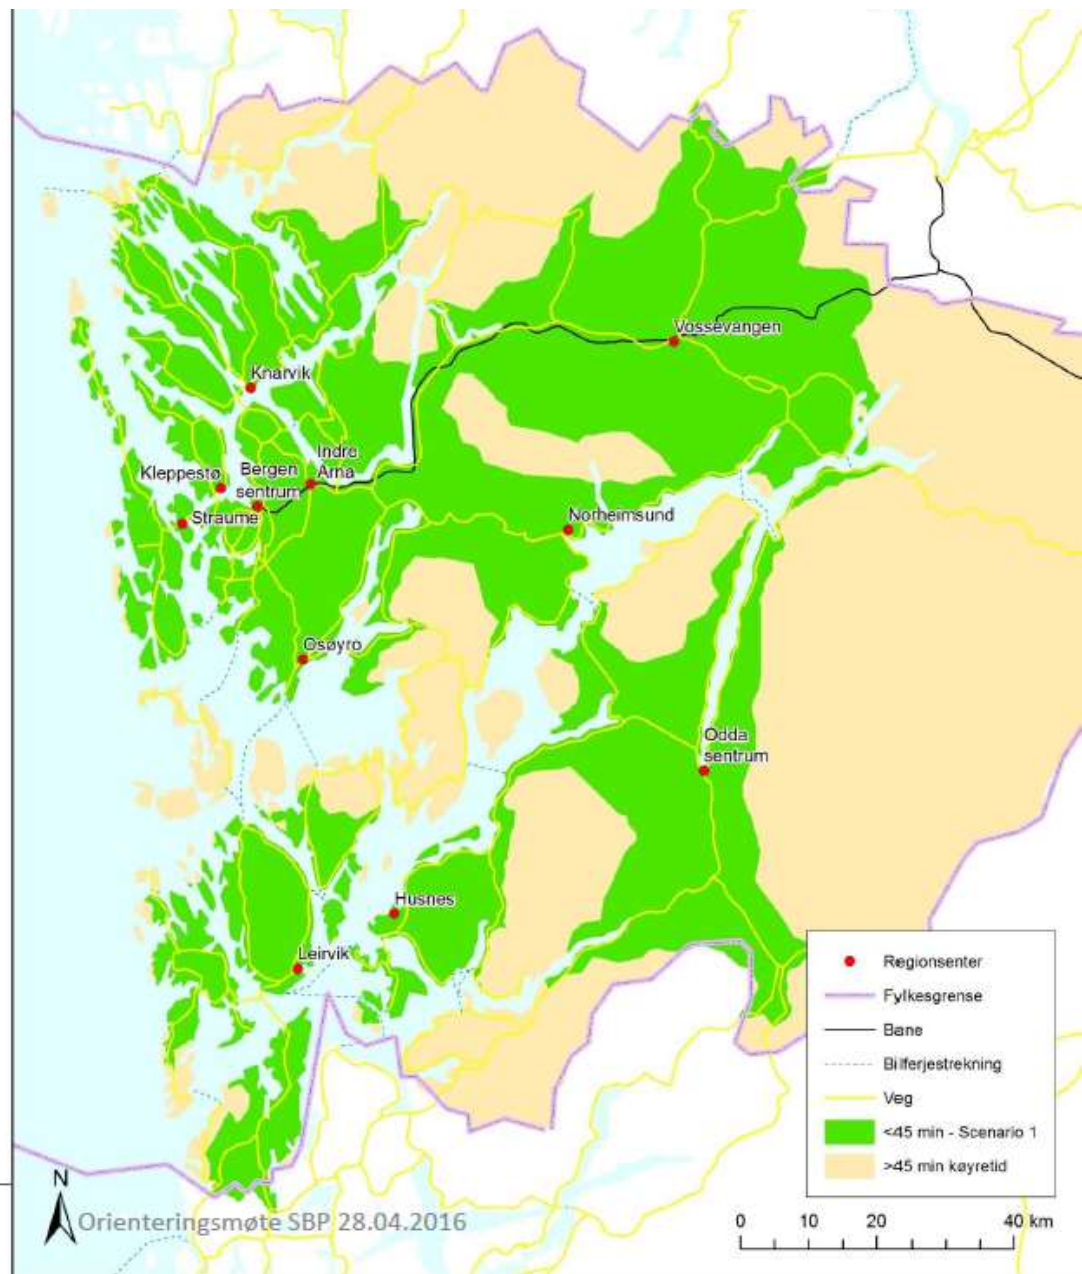 Vossevangen
Knarvik
Indre
Arna
Kleppestø
Bergen
sentrum
Straume
Norheimsund
Osøyro
Odda
sentrum
Husnes
Leirvik
Regionsenter
Fylkesgrense
Bane
Bilferjestrekning
Veg
<45 min - Scenario 1
>45 min køyretid
N
Orienteringsmøte SBP 28.04.2016
0 10 20 40 km